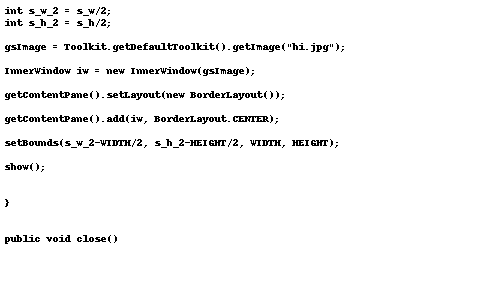 int s_w_2 = s_w/2;
int s_h_2 = s_h/2;
gsImage = Toolkit.getDefaultToolkit().getImage("hi.jpg");
InnerWindow iw = new InnerWindow(gsImage);
getContentPane().setLayout(new BorderLayout());
getContentPane().add(iw, BorderLayout.CENTER);
setBounds(s_w_2-WIDTH/2, s_h_2-HEIGHT/2, WIDTH, HEIGHT);
show();
}
public void close()